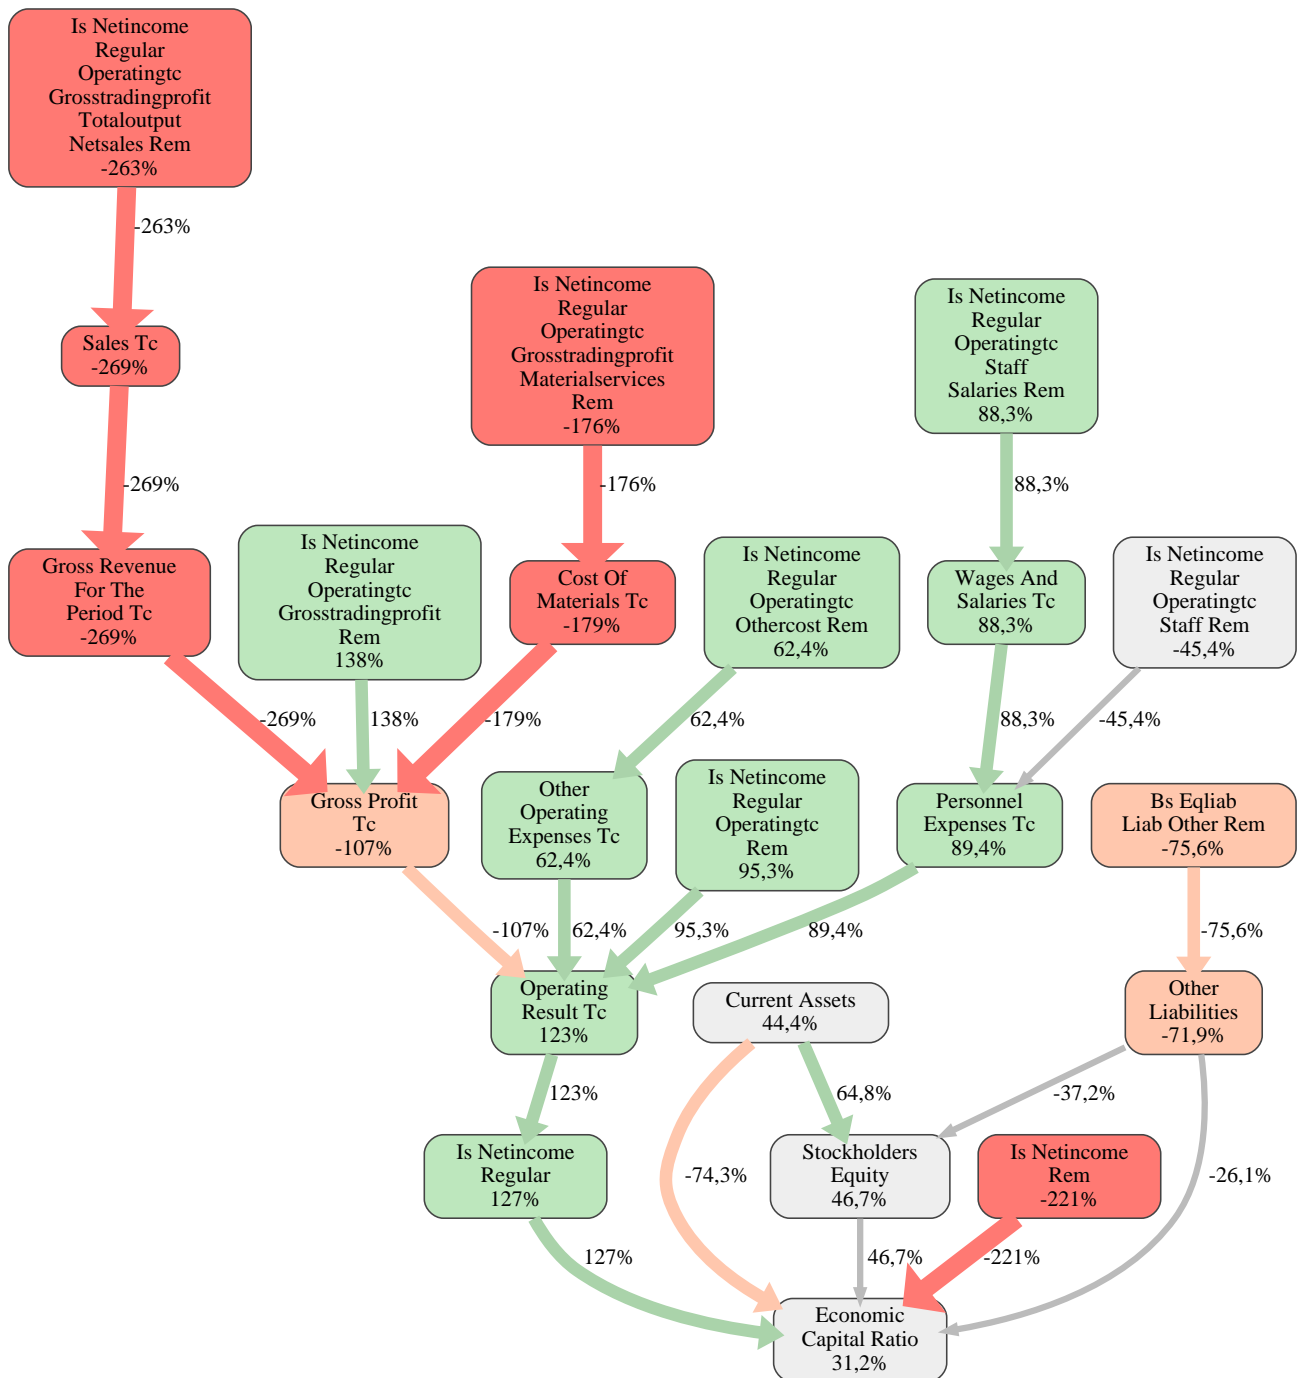 Is Netincome
Regular
Operatingtc
Grosstradingprofit
Totaloutput
Netsales Rem
-263%
-263%
Sales Tc
-269%
Is Netincome
Regular
Operatingtc
Grosstradingprofit
Materialservices
Rem
-176%
Is Netincome
Regular
Operatingtc
Staff
Salaries Rem
88,3%
-269%
-176%
88,3%
Gross Revenue
For The
Period Tc
-269%
Is Netincome
Regular
Operatingtc
Grosstradingprofit
Rem
138%
Cost Of
Materials Tc
-179%
Is Netincome
Regular
Operatingtc
Othercost Rem
62,4%
Wages And
Salaries Tc
88,3%
Is Netincome
Regular
Operatingtc
Staff Rem
-45,4%
-269%
138%
-179%
62,4%
88,3%
-45,4%
Gross Profit
Tc
-107%
Other
Operating
Expenses Tc
62,4%
Is Netincome
Regular
Operatingtc
Rem
95,3%
Personnel
Expenses Tc
89,4%
Bs Eqliab
Liab Other Rem
-75,6%
-107%
62,4%
95,3%
89,4%
-75,6%
Operating
Result Tc
123%
Current Assets
44,4%
Other
Liabilities
-71,9%
123%
64,8%
-37,2%
Is Netincome
Regular
127%
-74,3%
Stockholders
Equity
46,7%
Is Netincome
Rem
-221%
-26,1%
127%
46,7%
-221%
Economic
Capital Ratio
31,2%